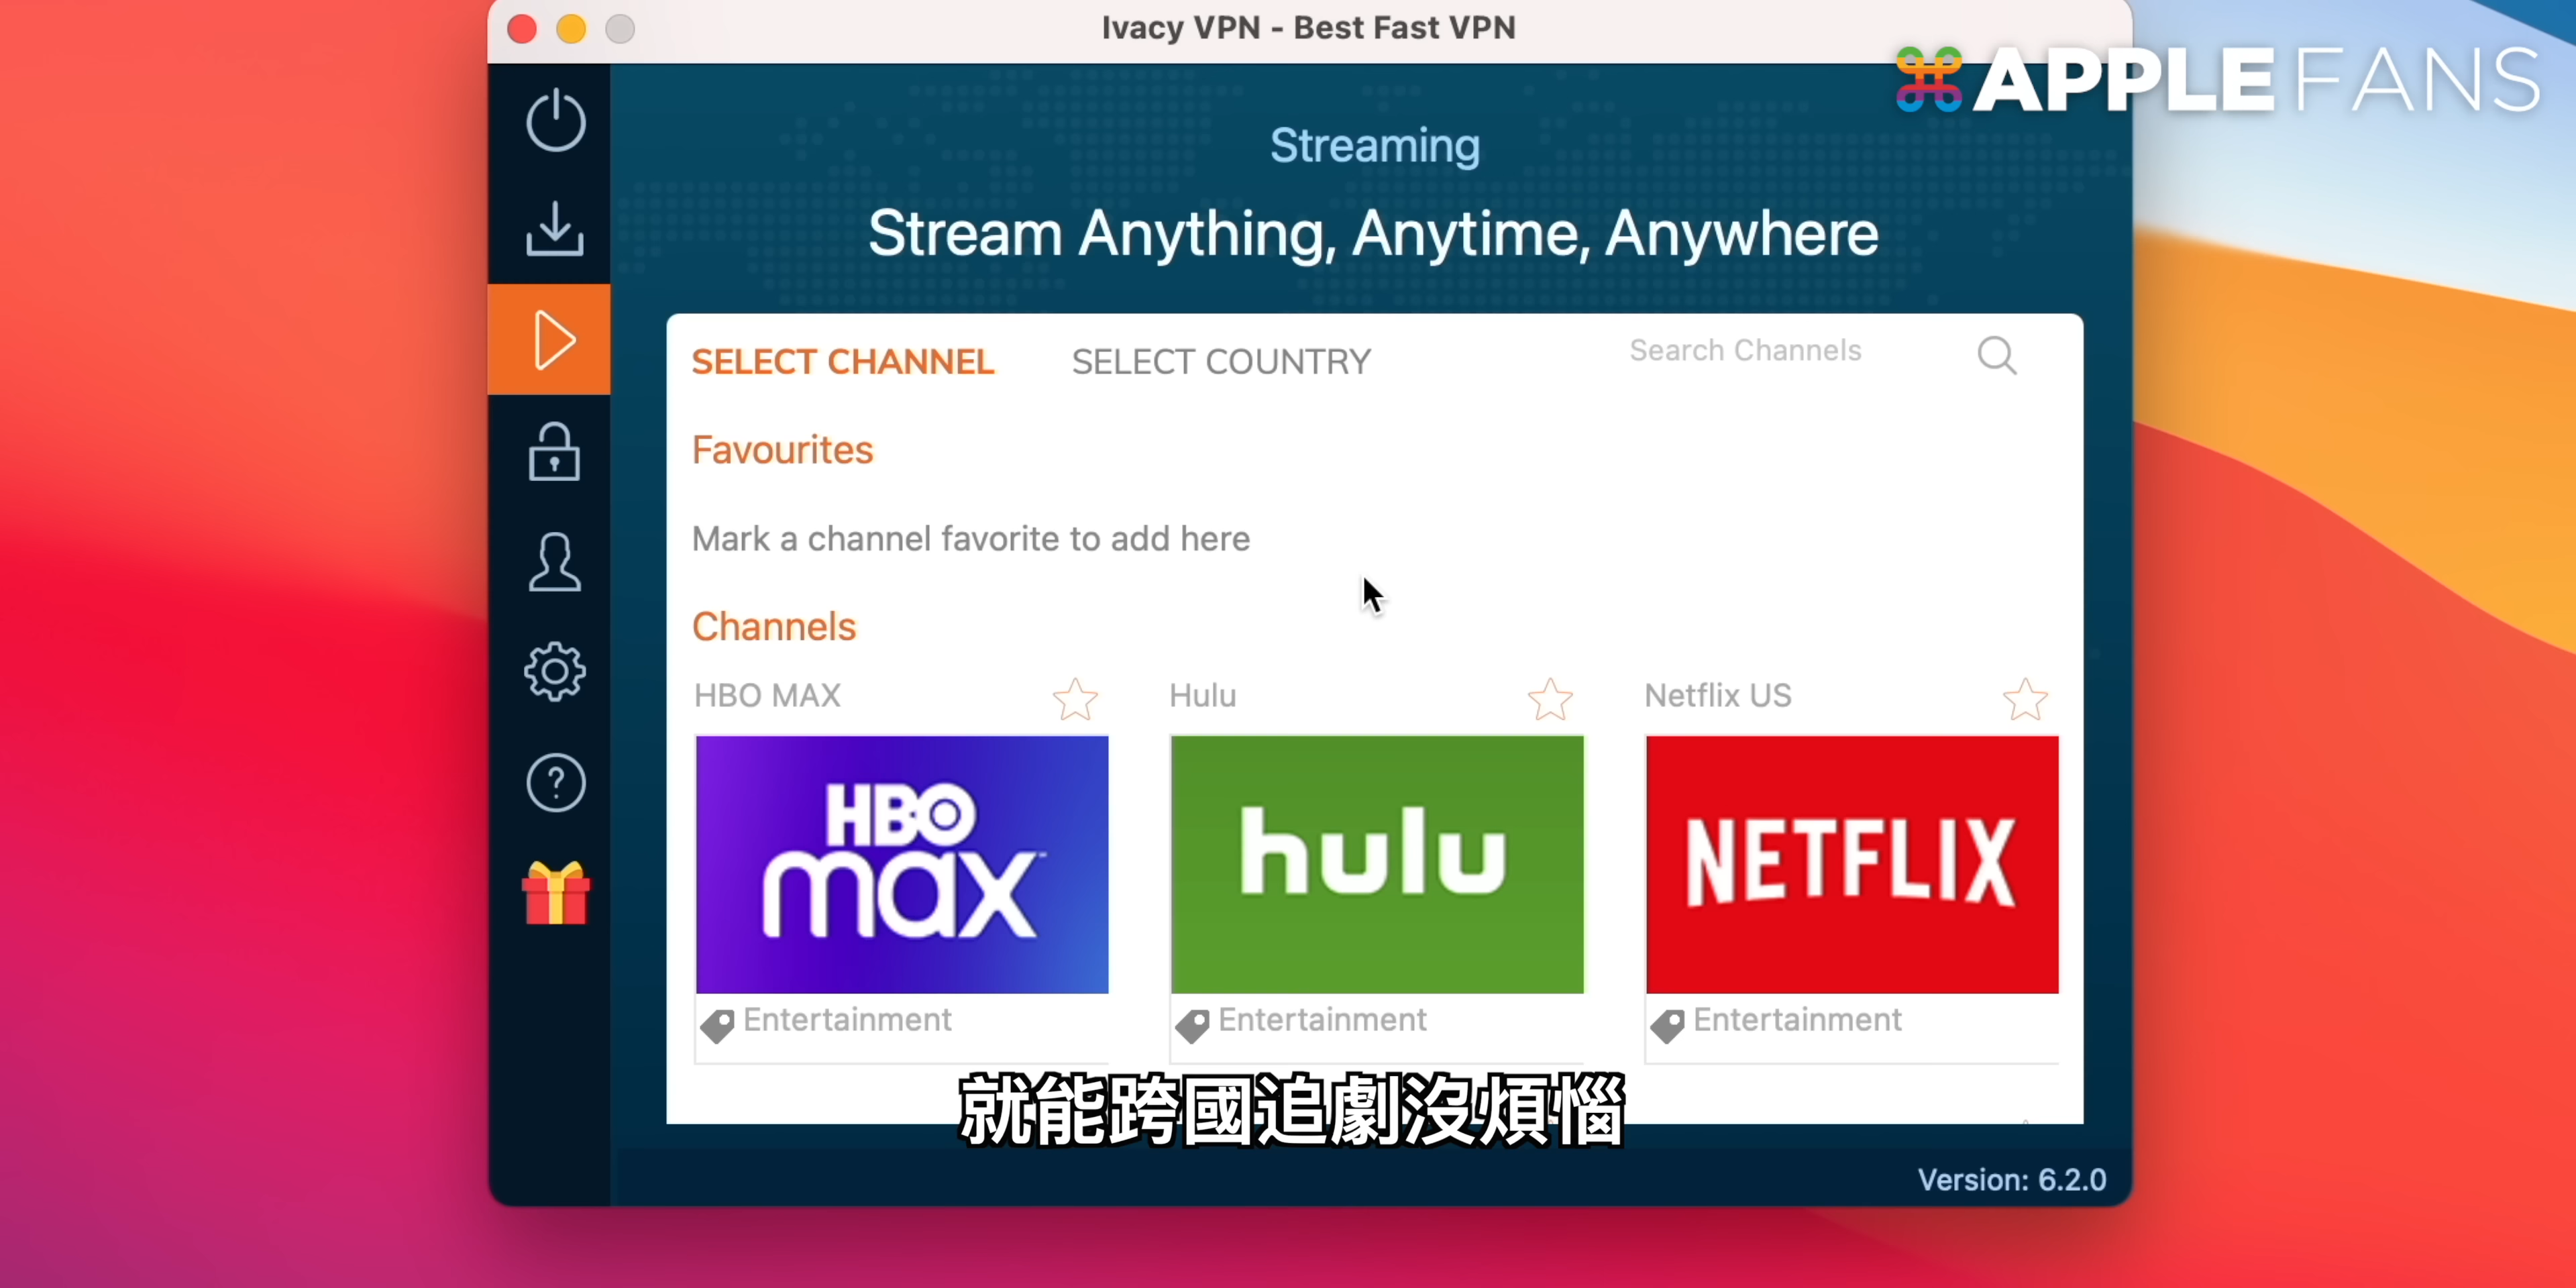 Ivacy VPN - Best Fast VPN
⌘APPLEFANS
Streaming
Stream Anything, Anytime, Anywhere
SELECT CHANNEL
SELECT COUNTRY
Search Channels
Favourites
Mark a channel favorite to add here
Channels
HBO MAX
Hulu
Netflix US
HBO
max
hulu
NETFLIX
Entertainment
Entertainment
Entertainment
就能跨國追劇沒煩惱
Version: 6.2.0